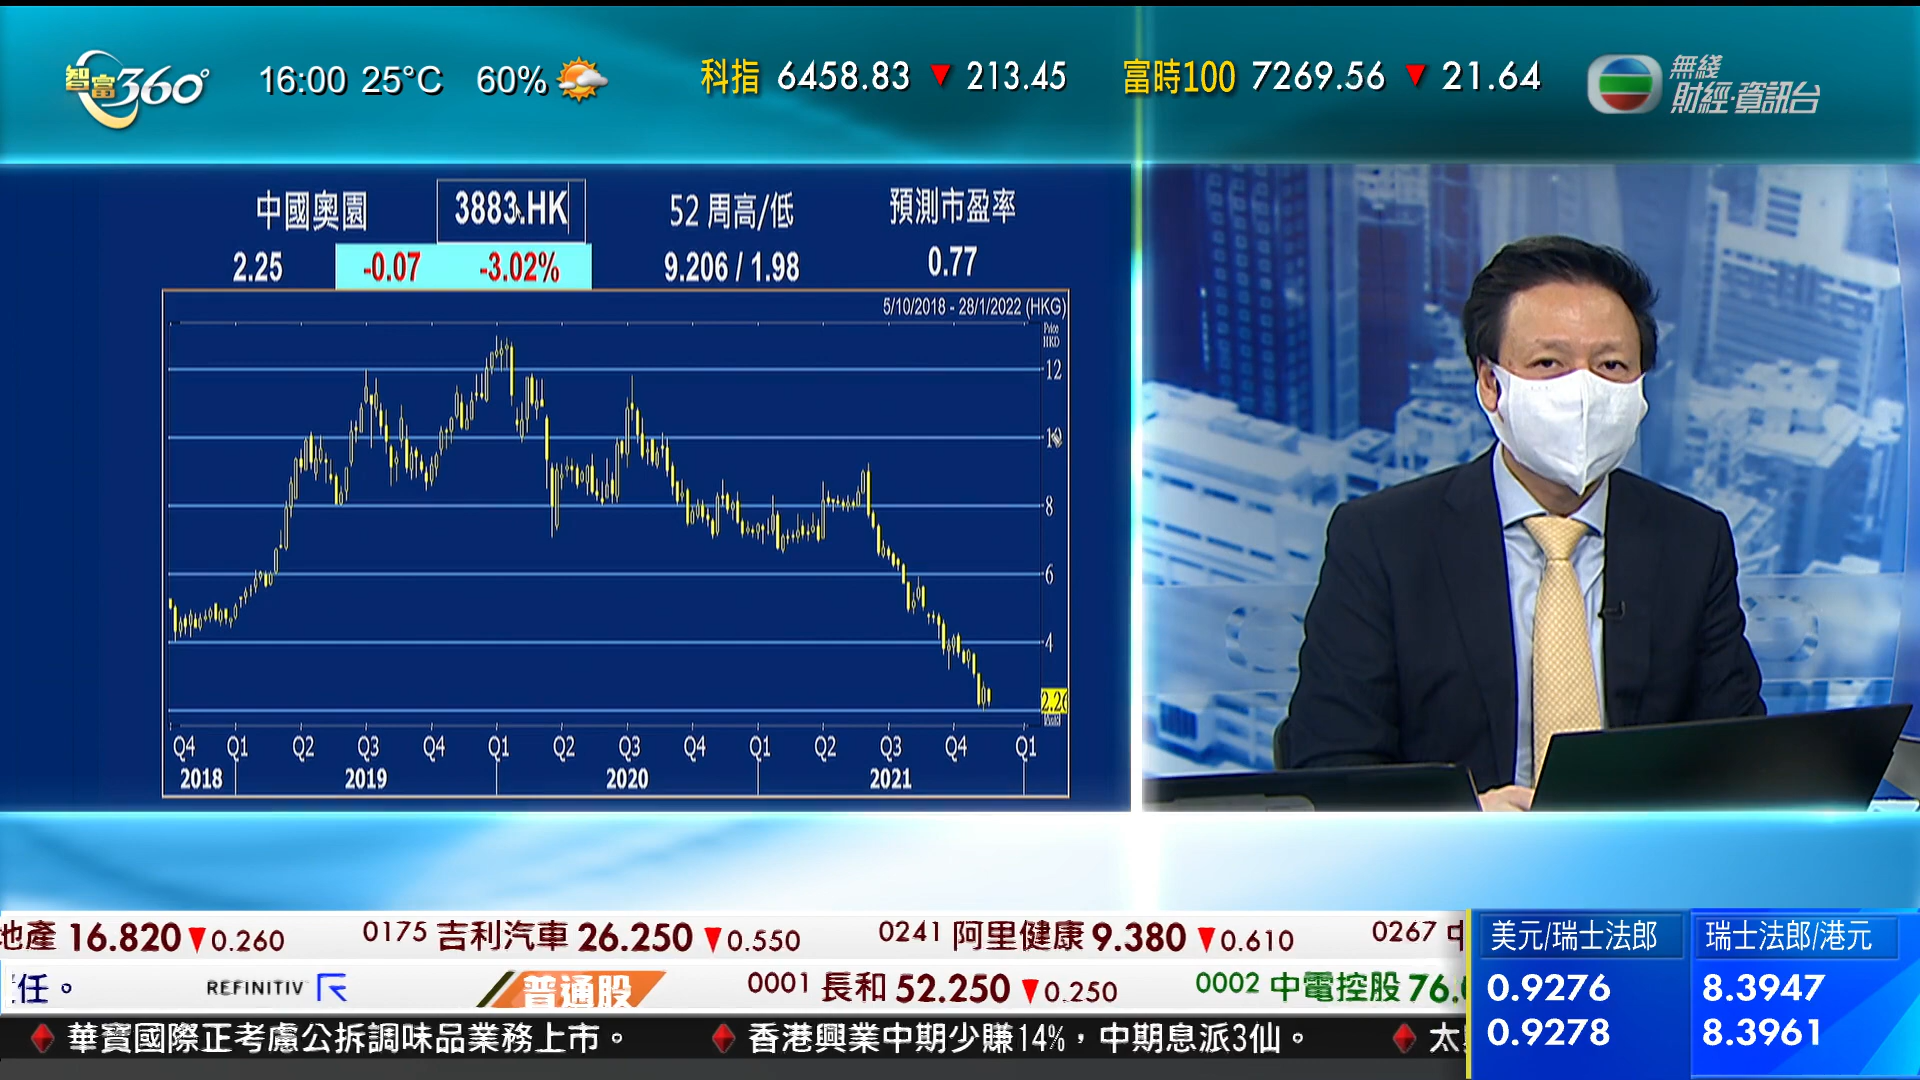 智富360°
16:00 25°C 60%
科指 6458.83 ▼ 213.45
富時100 7269.56 ▼ 21.64
無綫
財經·資訊台
中國奧園 3883.HK 52 周高/低 預測市盈率
2.25 -0.07 -3.02% 9.206 / 1.98 0.77
5/10/2018 - 28/1/2022 (HKG)
Price
HKD
12
10
8
6
4
Q4 Q1 Q2 Q3 Q4 Q1 Q2 Q3 Q4 Q1 Q2 Q3 Q4 Q1
2018 2019 2020 2021
地產 16.820 ▼ 0.260 0175 吉利汽車 26.250 ▼ 0.550 0241 阿里健康 9.380 ▼ 0.610 0267
任。 REFINITIV 普通股 0001 長和 52.250 ▼ 0.250 0002 中電控股 76.
華寶國際正考慮分拆調味品業務上市。 香港興業中期少賺14%，中期息派3仙。 太
美元/瑞士法郎 瑞士法郎/港元
0.9276 8.3947
0.9278 8.3961